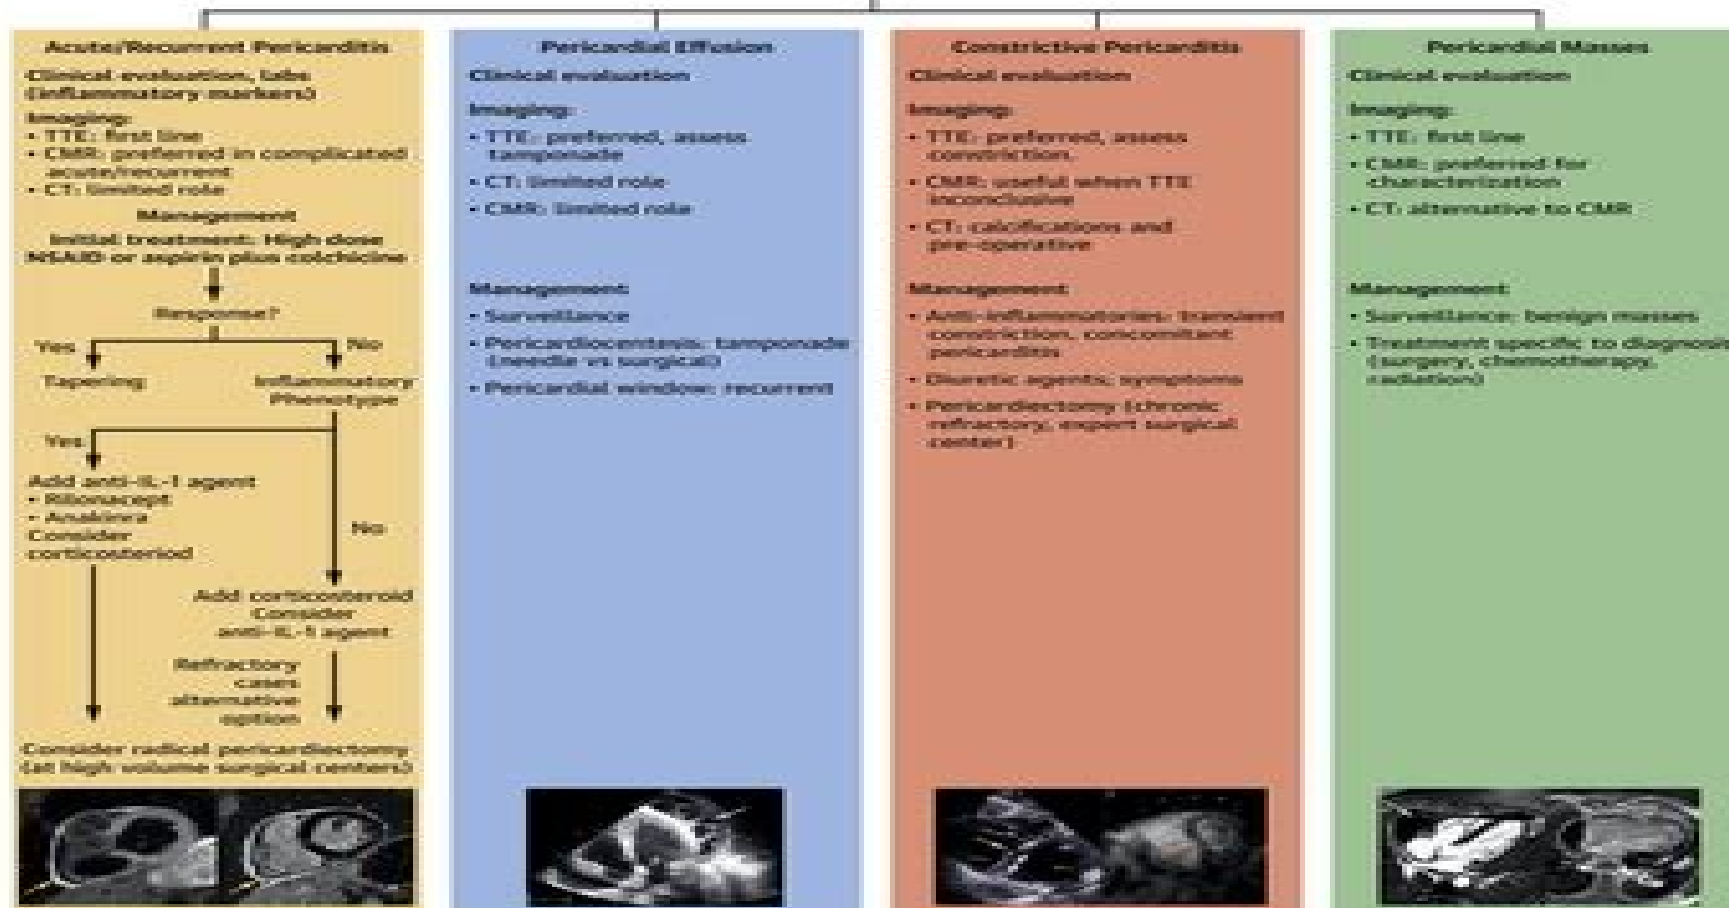 Acute/Recurrent Pericarditis
Clinical evaluation, labs
(inflammatory markers)
Imaging:
• TTE: first line
• CMR: preferred in complicated
acute/recurrent
• CT: limited role
Management
Initial treatment: High dose
NSAID or aspirin plus colchicine
Response?
Yes
No
Tapering
Inflammatory
Phenotype
Yes
Add anti-IL-1 agent
• Rilonacept
• Anakinra
Consider
corticosteriod
No
Add corticosteroid
Consider
anti-IL-1 agent
Refractory
cases
alternative
option
Consider radical pericardiectomy
(at high volume surgical centers)
Pericardial Effusion
Clinical evaluation
Imaging:
• TTE: preferred, assess
tamponade
• CT: limited role
• CMR: limited role
Management
• Surveillance
• Pericardiocentesis: tamponade
(needle vs surgical)
• Pericardial window: recurrent
Constrictive Pericarditis
Clinical evaluation
Imaging:
• TTE: preferred, assess
constriction,
• CMR: useful when TTE
inconclusive
• CT: calcifications and
pre-operative
Management
• Anti-inflammatories: transient
constriction, concomitant
pericarditis
• Diuretic agents; symptoms
• Pericardiectomy (chronic
refractory, expert surgical
center)
Pericardial Masses
Clinical evaluation
Imaging:
• TTE: first line
• CMR: preferred for
characterization
• CT: alternative to CMR
Management
• Surveillance: benign masses
• Treatment specific to diagnosis
(surgery, chemotherapy,
radiation)